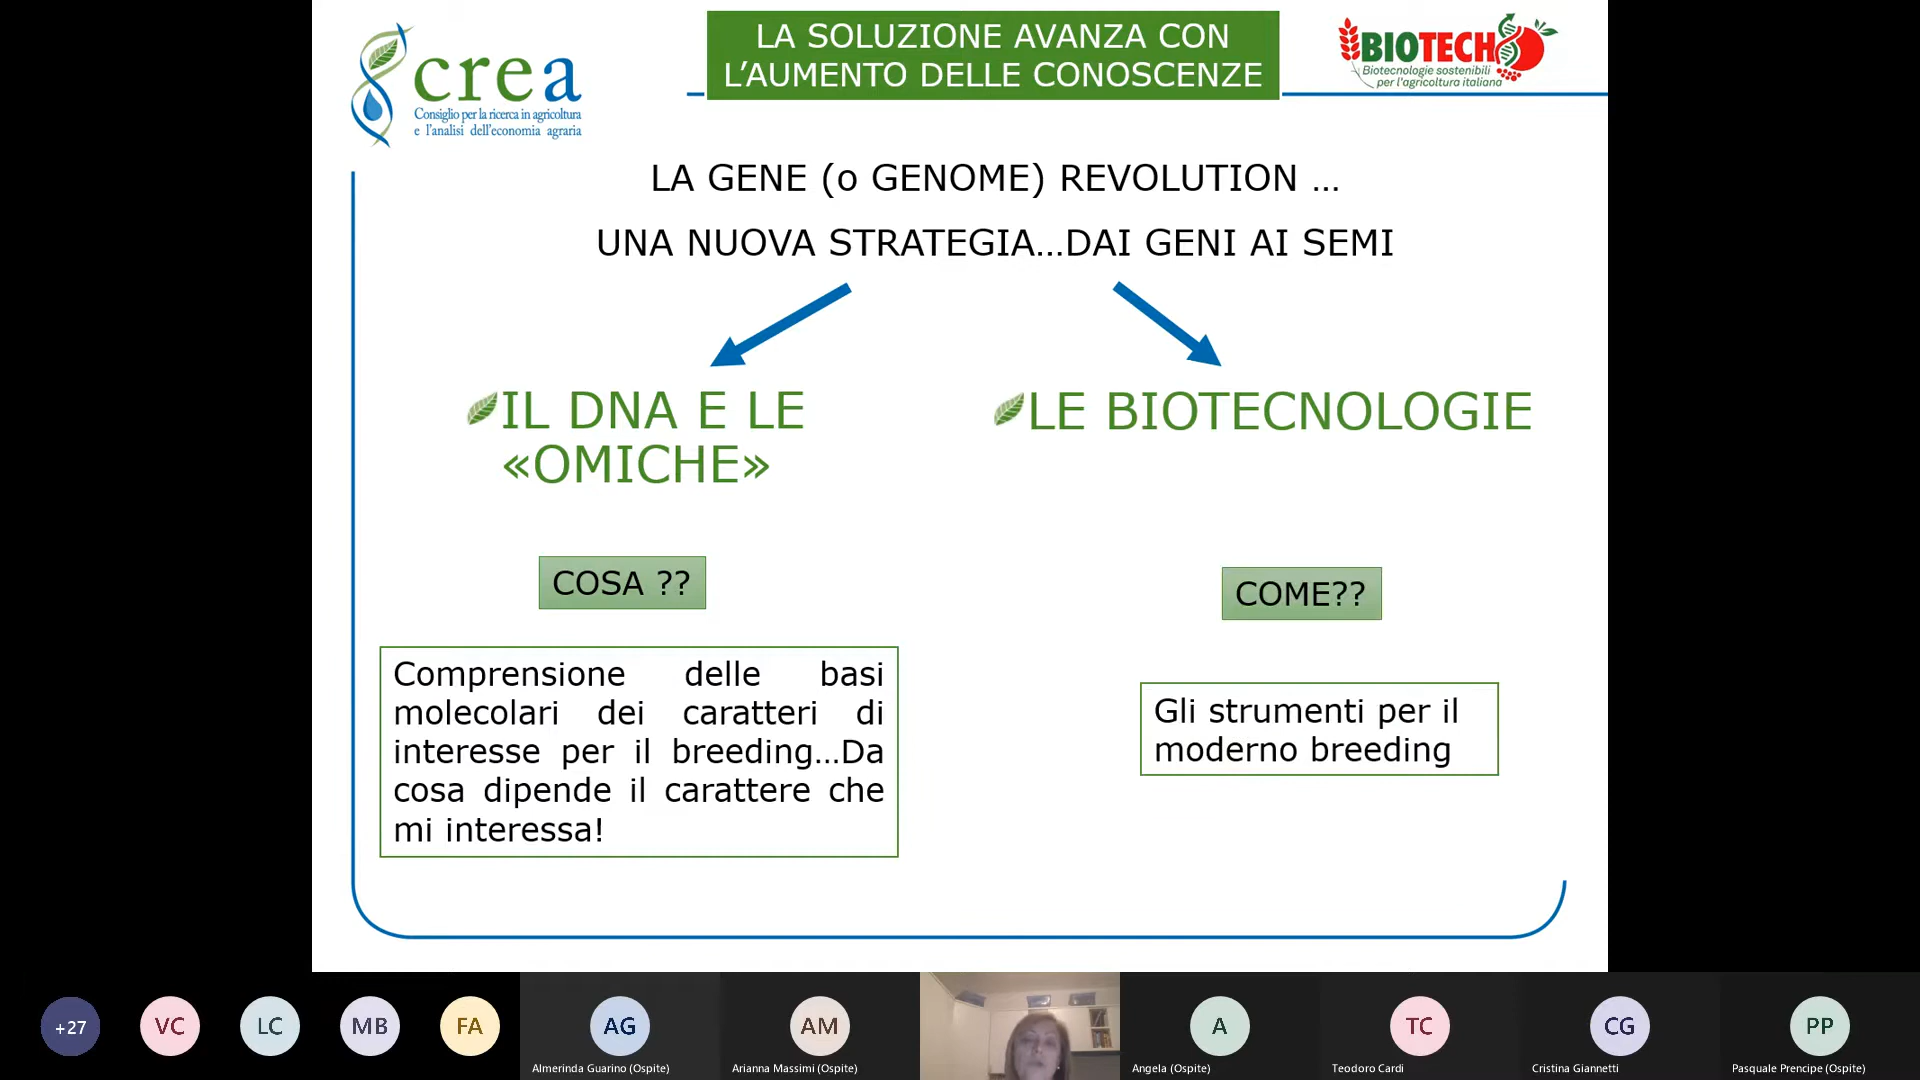 crea
Consiglio per la ricerca in agricoltura
e l'analisi dell'economia agraria
LA SOLUZIONE AVANZA CON
L’AUMENTO DELLE CONOSCENZE
BIOTECH
Biotecnologie sostenibili
per l'agricoltura italiana
LA GENE (o GENOME) REVOLUTION …
UNA NUOVA STRATEGIA…DAI GENI AI SEMI
IL DNA E LE
«OMICHE»
LE BIOTECNOLOGIE
COSA ??
COME??
Comprensione delle basi
molecolari dei caratteri di
interesse per il breeding…Da
cosa dipende il carattere che
mi interessa!
Gli strumenti per il
moderno breeding
+27
VC
LC
MB
FA
AG
Almerinda Guarino (Ospite)
AM
Arianna Massimi (Ospite)
A
Angela (Ospite)
TC
Teodoro Cardi
CG
Cristina Giannetti
PP
Pasquale Prencipe (Ospite)